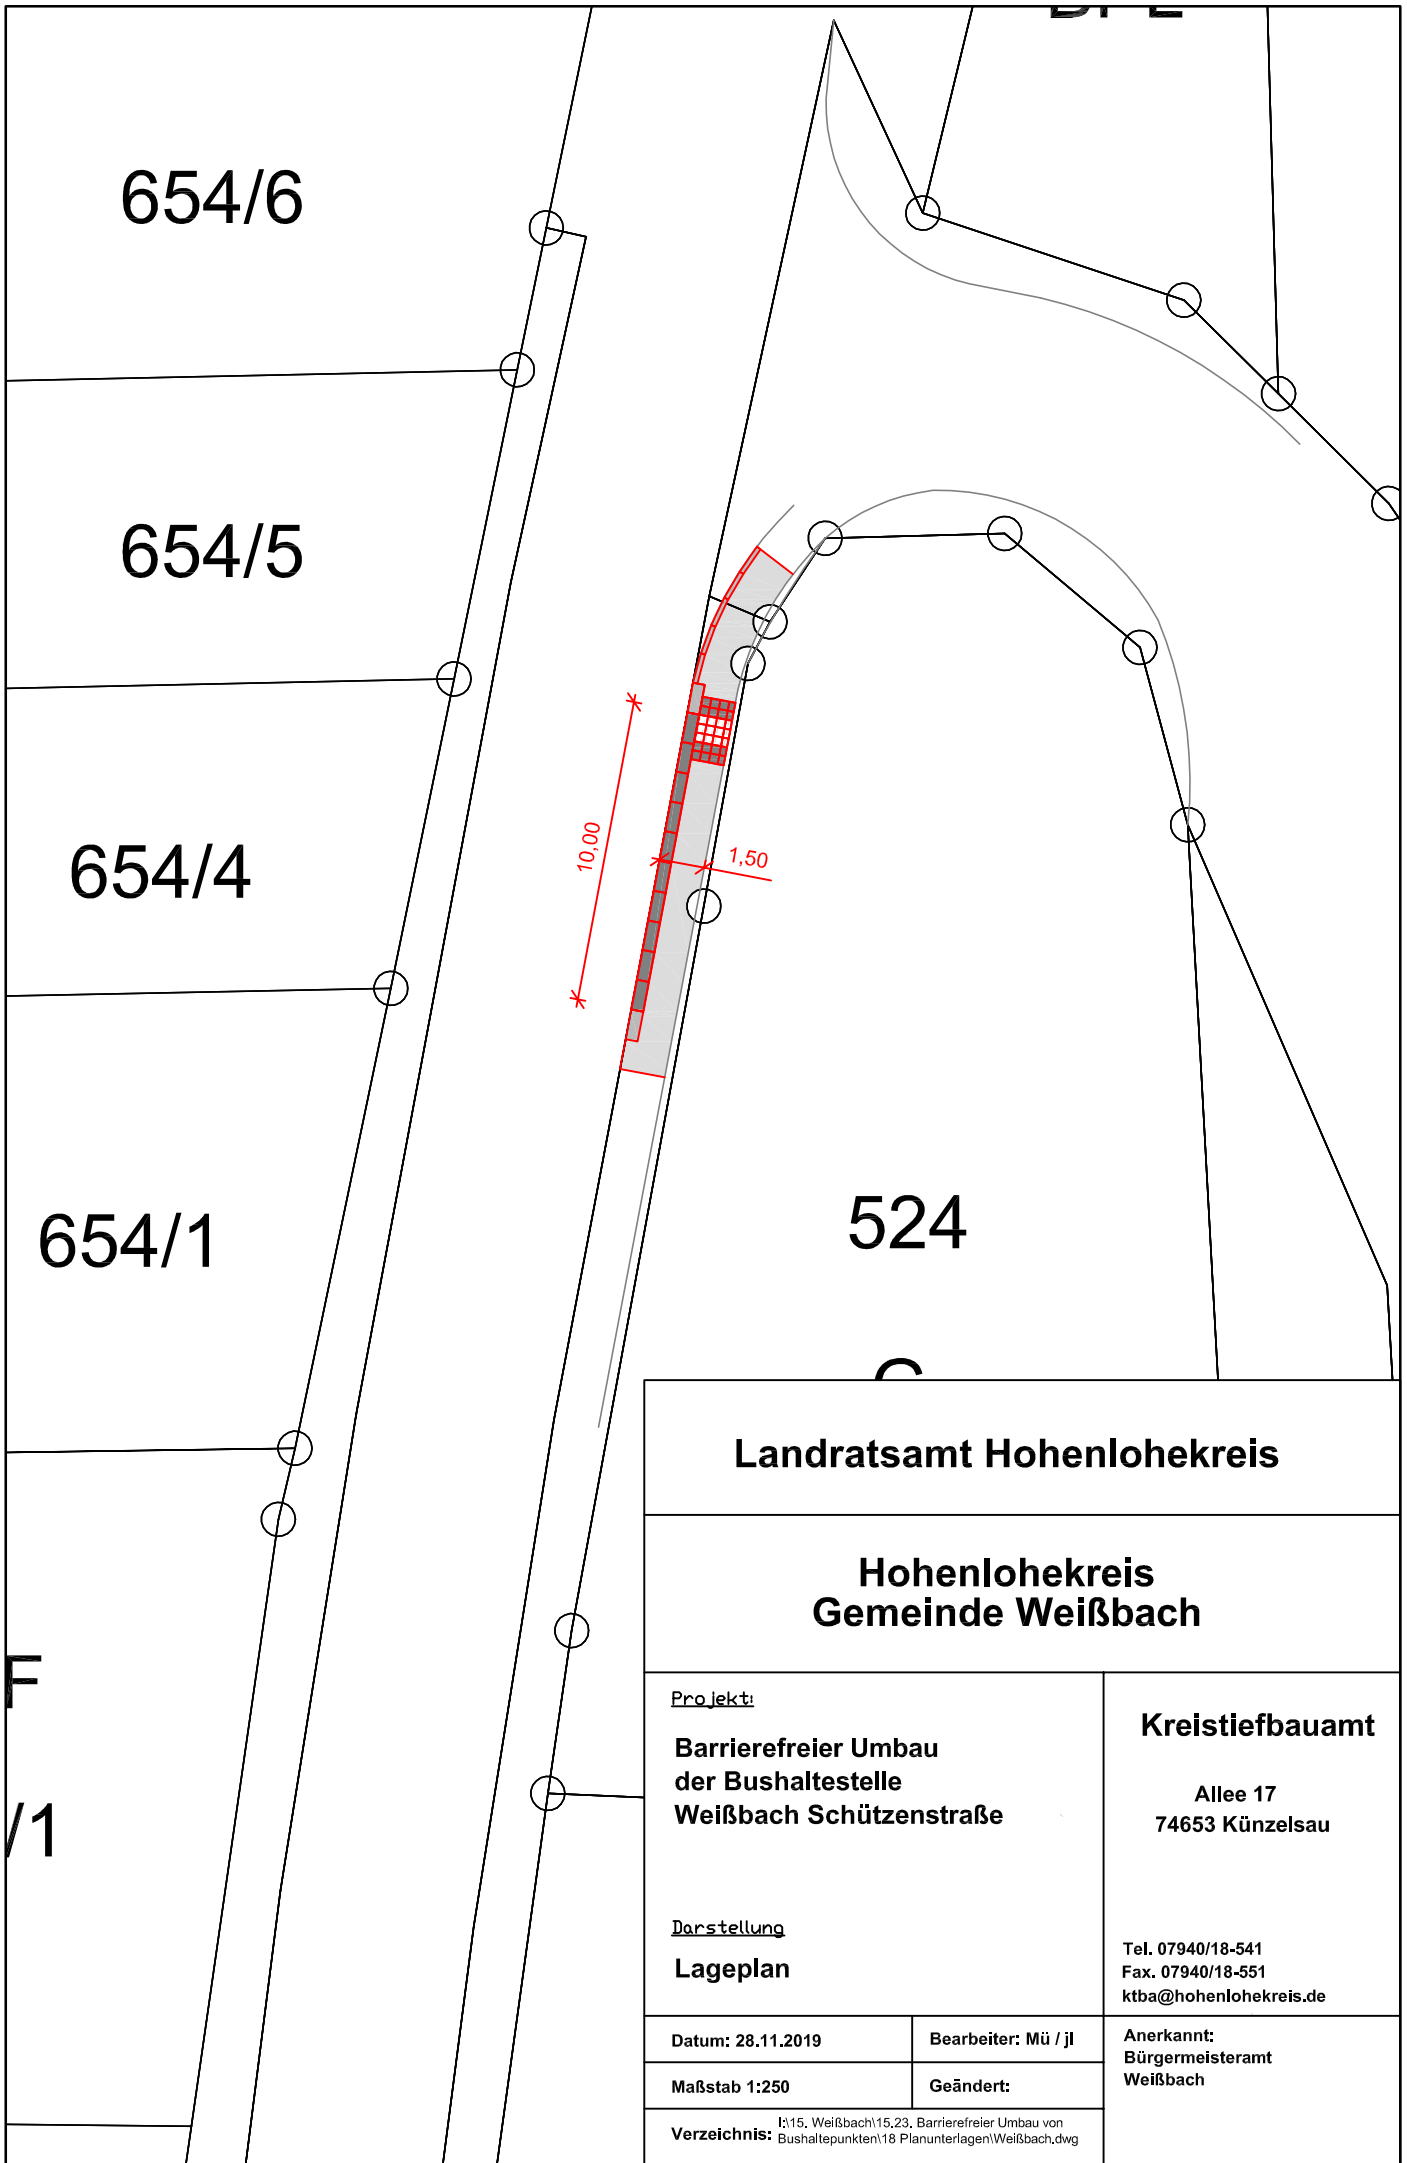 654/6
654/5
654/4
10,00
1,50
654/1
524
F
/1
Landratsamt Hohenlohekreis
Hohenlohekreis
Gemeinde Weißbach
Projekt:
Barrierefreier Umbau
der Bushaltestelle
Weißbach Schützenstraße
Kreistiefbauamt
Allee 17
74653 Künzelsau
Darstellung
Lageplan
Tel. 07940/18-541
Fax. 07940/18-551
ktba@hohenlohekreis.de
Datum: 28.11.2019
Bearbeiter: Mü / jl
Maßstab 1:250
Geändert:
Anerkannt:
Bürgermeisteramt
Weißbach
Verzeichnis: I:\15. Weißbach\15.23. Barrierefreier Umbau von
Bushaltepunkten\18 Planunterlagen\Weißbach.dwg